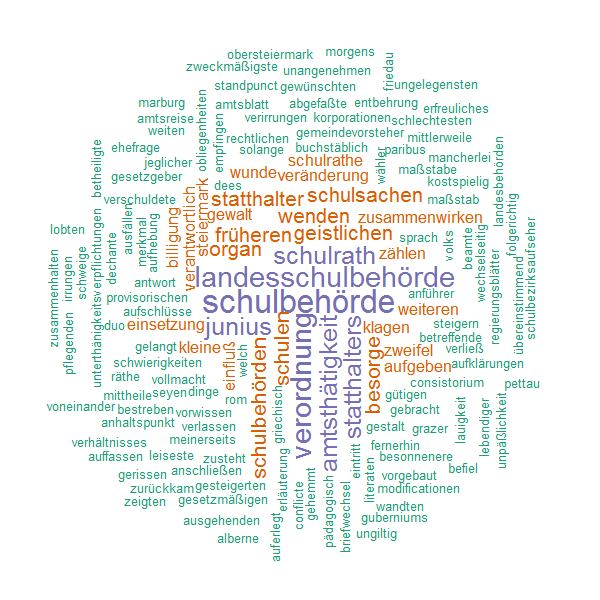 obersteiermark
morgens
zweckmäßigste
unangenehmen
friedau
standpunct
gewünschten
ungelegensten
marburg
amtsblatt
abgefaßte
entbehrung
erfreuliches
amtsreise
obliegenheiten
verirrungen
korporationen
schlechtesten
weiten
empfingen
rechtlichen
gemeindevorsteher
mittlerweile
ehefrage
solange
buchstäblich
paribus
mancherlei
landesbehörden
jeglicher
wunde
schulrathe
wähler
maßstabe
gesetzgeber
veränderung
kostspielig
betheiligte
dees
statthalter
schulsachen
maßstab
verschuldete
verantwortlich
steiermark
gewalt
wenden
zusammenwirken
folgerichtig
lobten
ausfällen
merkmal
aufhebung
billigung
früheren
geistlichen
sprach
volks
beamte
wechselseitig
dechante
organ
schulrath
zählen
regierungsblätter
übereinstimmend
schulbezirksaufseher
zusammenhalten
irrungen
schweige
unterthänigkeitsverpflichtungen
antwort
landesschulbehörde
provisorischen
schulbehörde
anführer
pflegenden
aufschlüsse
weiteren
duo
einsetzung
junius
klagen
steigern
betreffende
gelangt
kleine
einfluß
welch
schulbehörden
schulen
verordnung
amtsthätigkeit
statthalters
besorge
zweifel
verließ
schwierigkeiten
aufgeben
aufklärungen
räthe
vollmacht
consistorium
pettau
mittheile
seyen
dinge
rom
griechisch
gütigen
voneinander
bestreben
vorwissen
gebracht
lauigkeit
lebendiger
unpäßlichkeit
anhaltspunkt
verlassen
gestalt
grazer
verhältnisses
meinerseits
fernerhin
auffassen
leiseste
zusteht
eintritt
besonnenere
gerissen
anschließen
erläuterung
gehemmt
pädagogisch
briefwechsel
literaten
vorgebaut
befiel
zurückkam
gesteigerten
modificationen
zeigten
gesetzmäßigen
conflicte
wandten
ausgehenden
auferlegt
guberniums
alberne
ungiltig